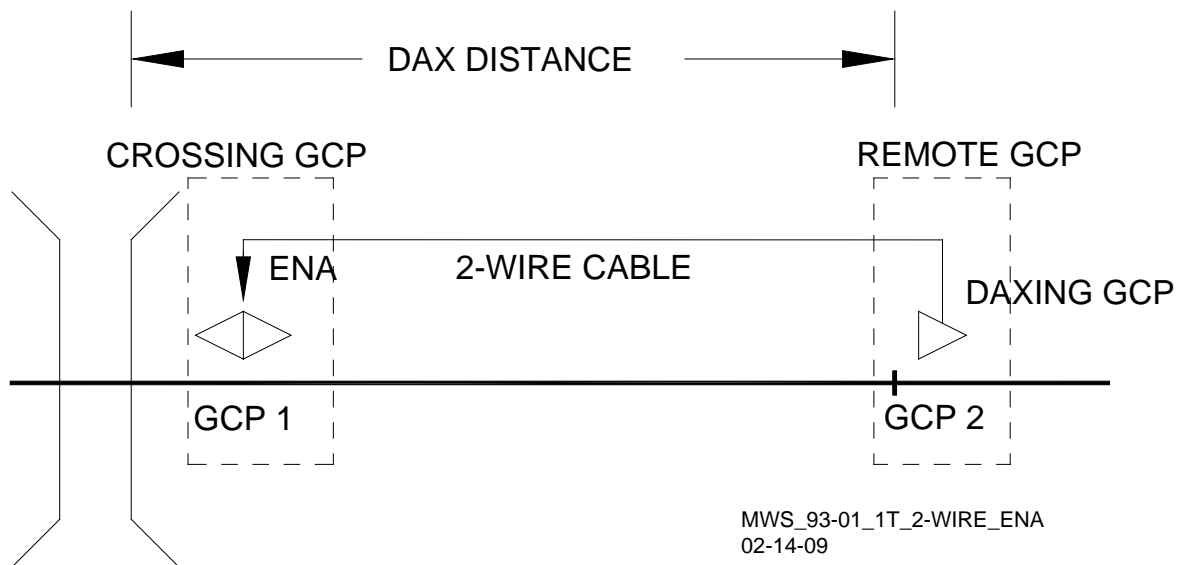 DAX DISTANCE
CROSSING GCP
REMOTE GCP
ENA
2-WIRE CABLE
DAXING GCP
GCP 1
GCP 2
MWS_93-01_1T_2-WIRE_ENA
02-14-09